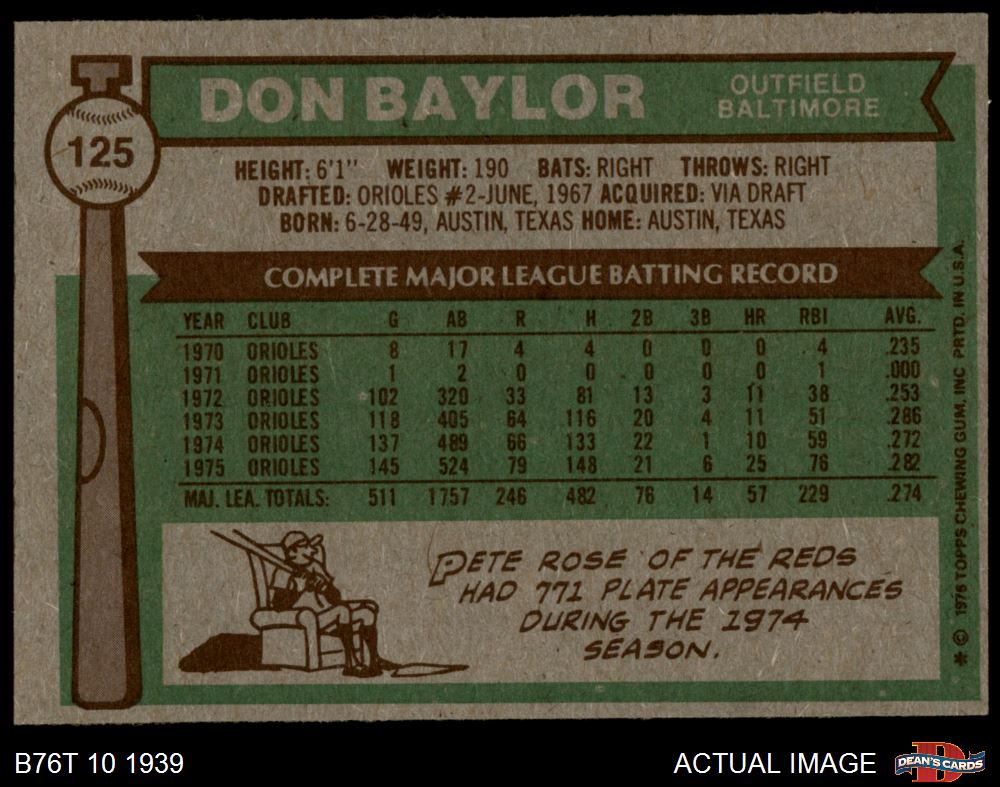 125
DON BAYLOR
OUTFIELD
BALTIMORE
HEIGHT: 6'1" WEIGHT: 190 BATS: RIGHT THROWS: RIGHT
DRAFTED: ORIOLES #2-JUNE, 1967 ACQUIRED: VIA DRAFT
BORN: 6-28-49, AUSTIN, TEXAS HOME: AUSTIN, TEXAS
COMPLETE MAJOR LEAGUE BATTING RECORD
YEAR CLUB G AB R H 2B 3B HR RBI AVG.
1970 ORIOLES 8 17 4 4 0 0 0 4 .235
1971 ORIOLES 1 2 0 0 0 0 0 1 .000
1972 ORIOLES 102 320 33 81 13 3 11 38 .253
1973 ORIOLES 118 405 64 116 20 4 11 51 .286
1974 ORIOLES 137 489 66 133 22 1 10 59 .272
1975 ORIOLES 145 524 79 148 21 6 25 76 .282
MAJ. LEA. TOTALS: 511 1757 246 482 76 14 57 229 .274
PETE ROSE OF THE REDS
HAD 771 PLATE APPEARANCES
DURING THE 1974
SEASON.
* © 1976 TOPPS CHEWING GUM, INC PRTD. IN U.S.A.
B76T 10 1939
ACTUAL IMAGE
D
DEAN'S CARDS